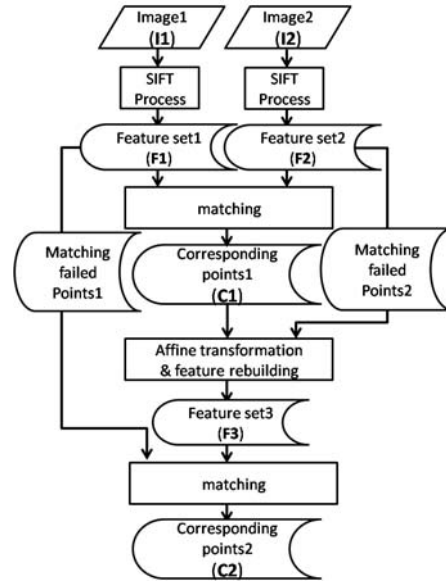 Image1
(I1)
Image2
(I2)
SIFT
Process
SIFT
Process
Feature set1
(F1)
Feature set2
(F2)
matching
Matching
failed
Points1
Corresponding
points1
(C1)
Matching
failed
Points2
Affine transformation
& feature rebuilding
Feature set3
(F3)
matching
Corresponding
points2
(C2)